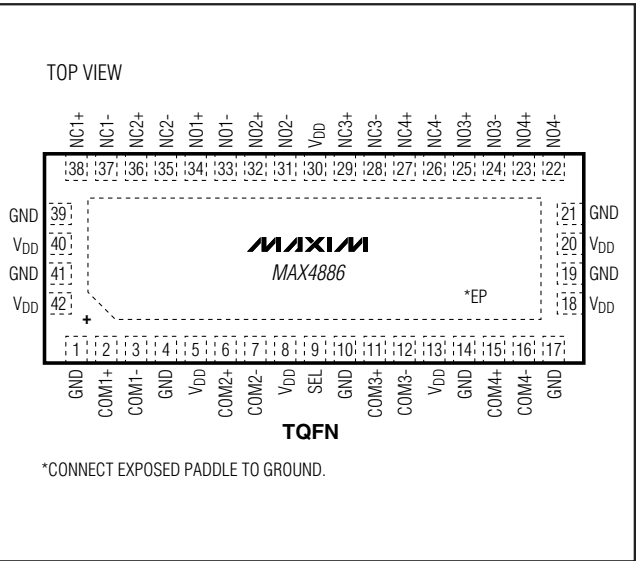 TOP VIEW
NC1+ NC1- NC2+ NC2- NO1+ NO1- NO2+ NO2- VDD NC3+ NC3- NC4+ NC4- NO3+ NO3- NO4+ NO4-
38 37 36 35 34 33 32 31 30 29 28 27 26 25 24 23 22
GND 39 21 GND
VDD 40 20 VDD
GND 41 19 GND
VDD 42 18 VDD
MAXIM
MAX4886
*EP
+
1 2 3 4 5 6 7 8 9 10 11 12 13 14 15 16 17
GND COM1+ COM1- GND VDD COM2+ COM2- VDD SEL GND COM3+ COM3- VDD GND COM4+ COM4- GND
TQFN
*CONNECT EXPOSED PADDLE TO GROUND.